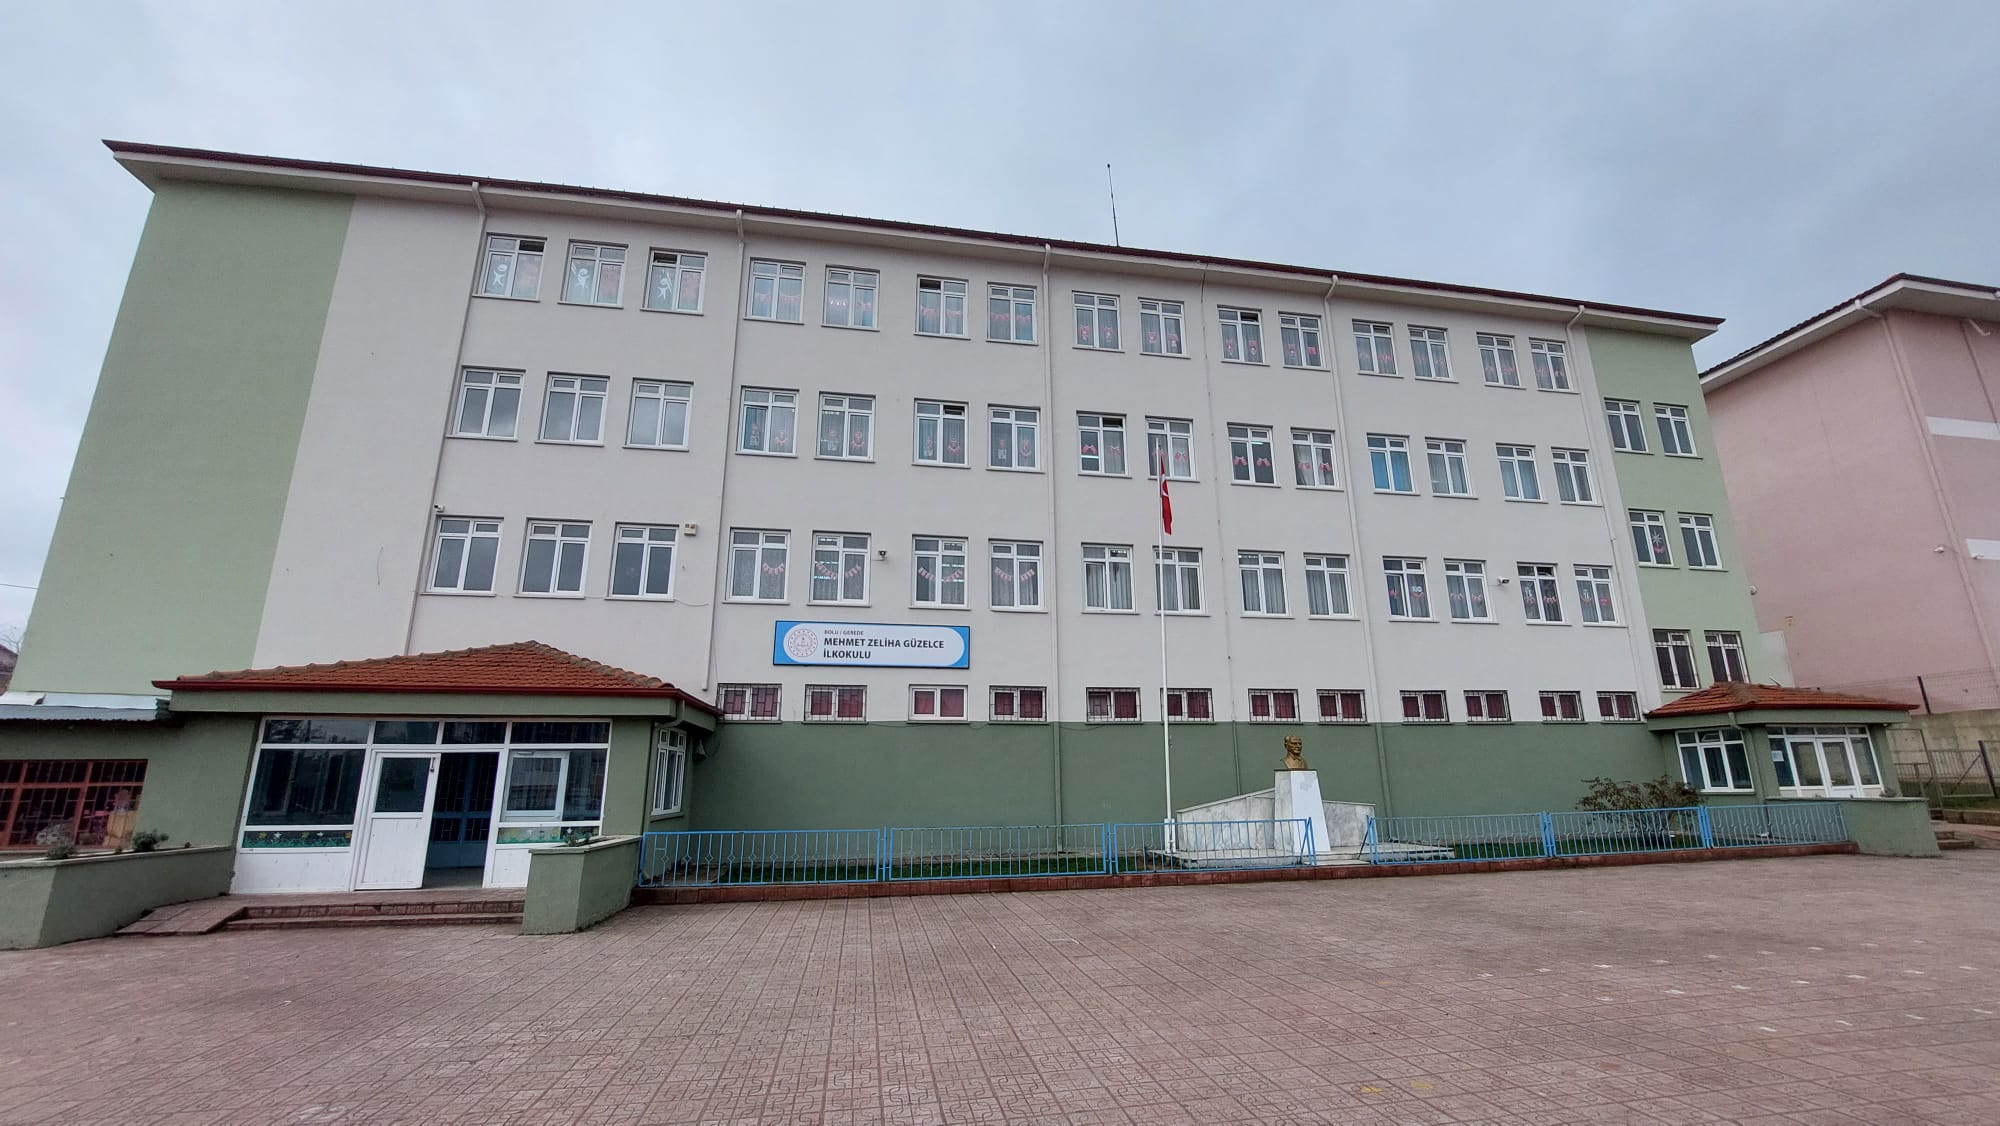 BOLU / GEREDE
MEHMET ZELİHA GÜZELCE
İLKOKULU